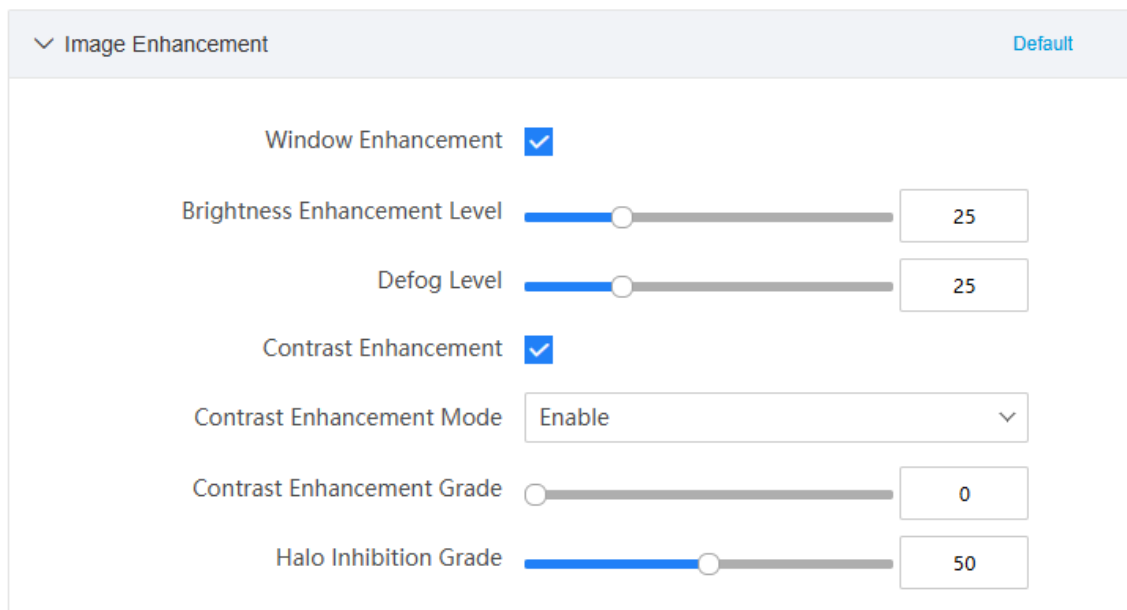 Image Enhancement Default
Window Enhancement
Brightness Enhancement Level 25
Defog Level 25
Contrast Enhancement
Contrast Enhancement Mode Enable
Contrast Enhancement Grade 0
Halo Inhibition Grade 50